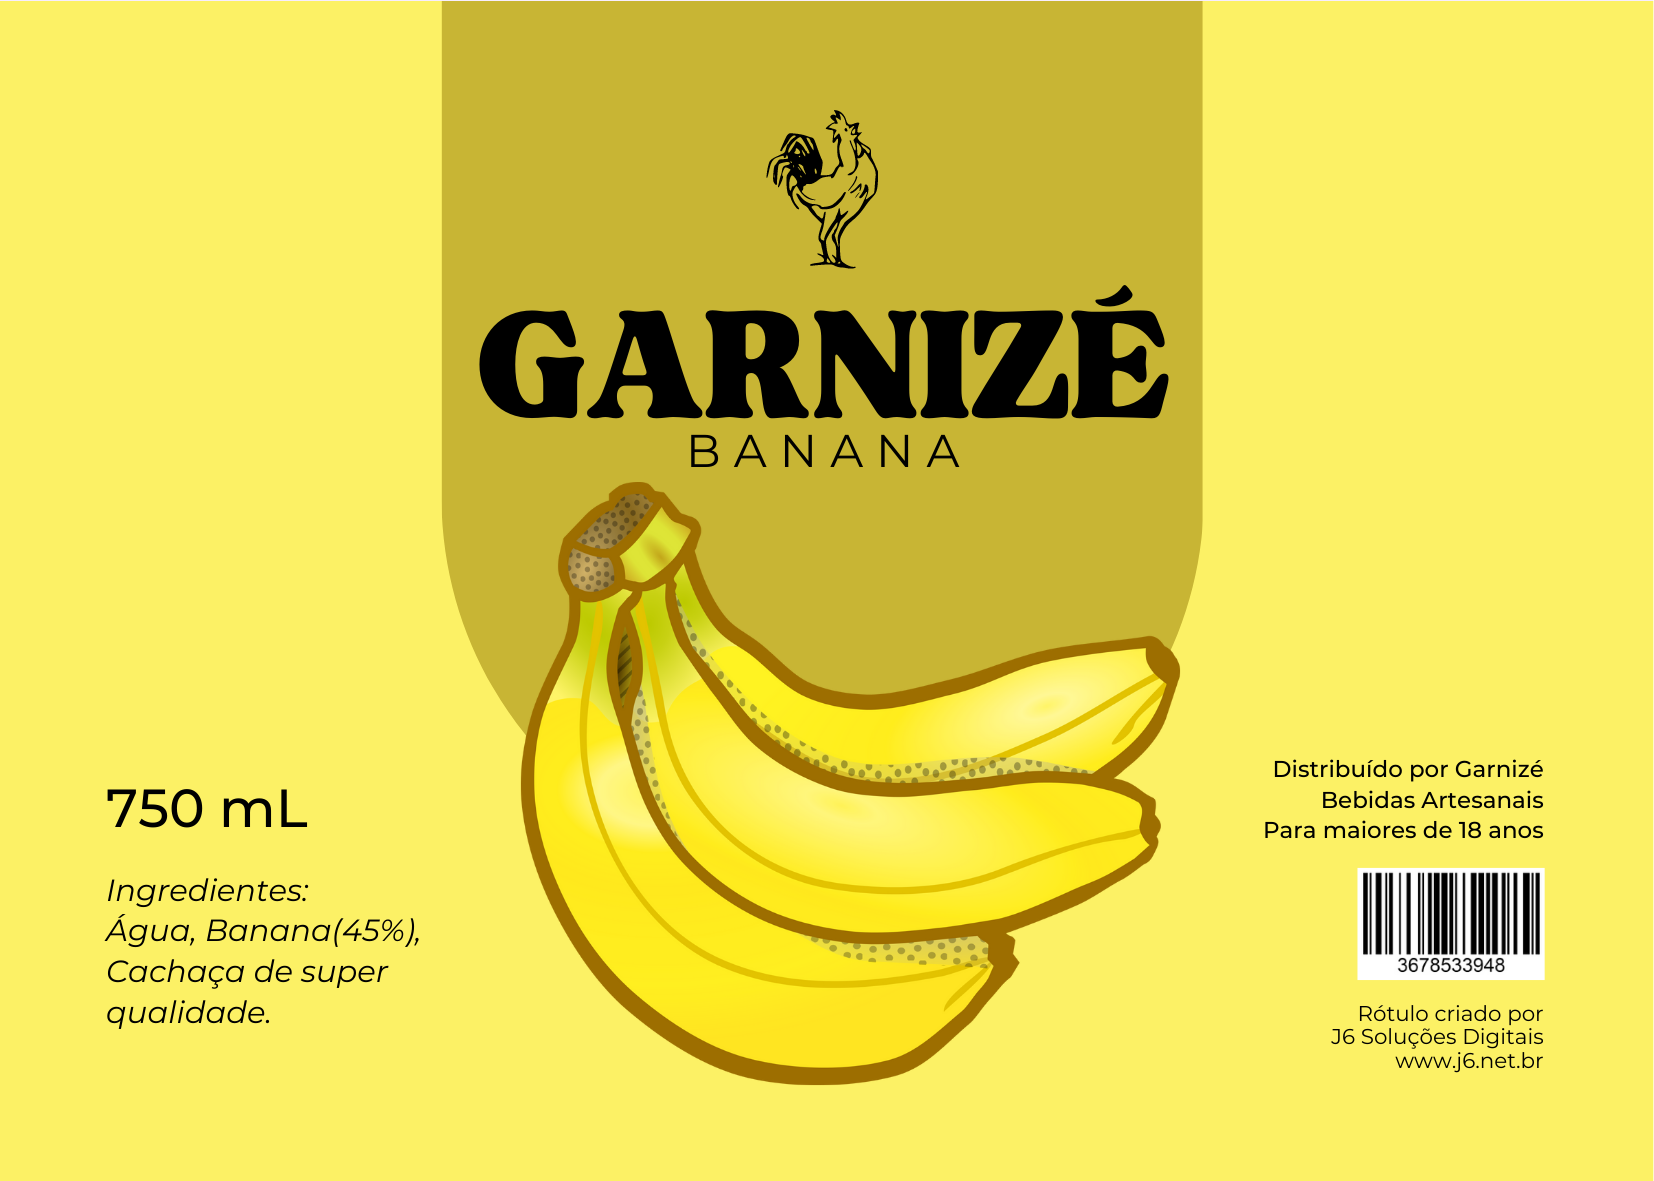 GARNIZÉ
BANANA
750 mL
Ingredientes:
Água, Banana(45%),
Cachaça de super
qualidade.
Distribuído por Garnizé
Bebidas Artesanais
Para maiores de 18 anos
3678533948
Rótulo criado por
J6 Soluções Digitais
www.j6.net.br